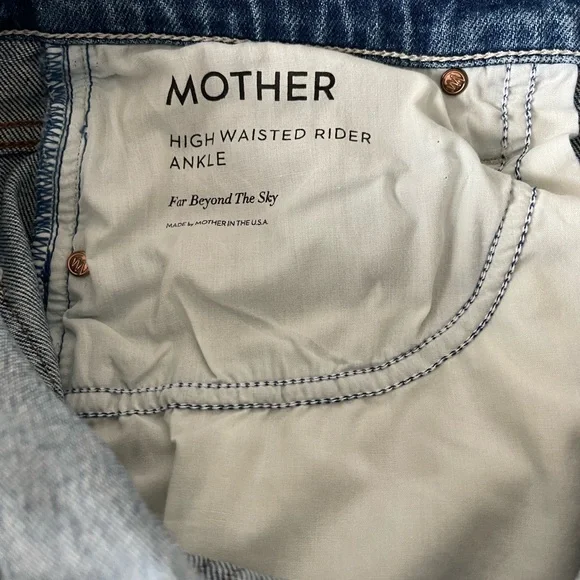 MOTHER
HIGH WAISTED RIDER
ANKLE
Far Beyond The Sky
MADE by MOTHER IN THE U.S.A.